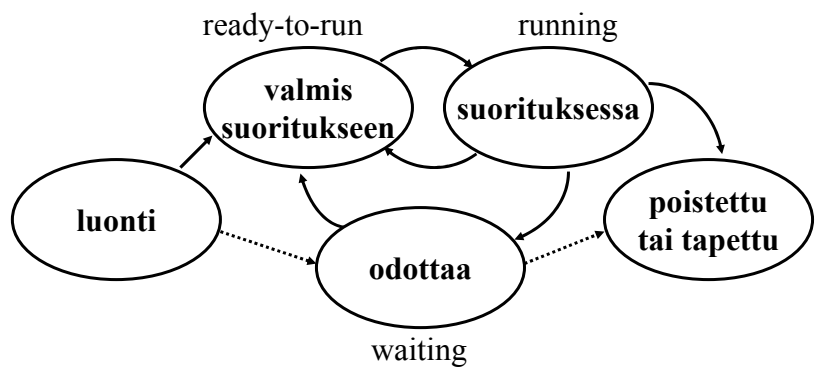 ready-to-run
running
valmis
suoritukseen
suorituksessa
luonti
poistettu
tai tapettu
odottaa
waiting